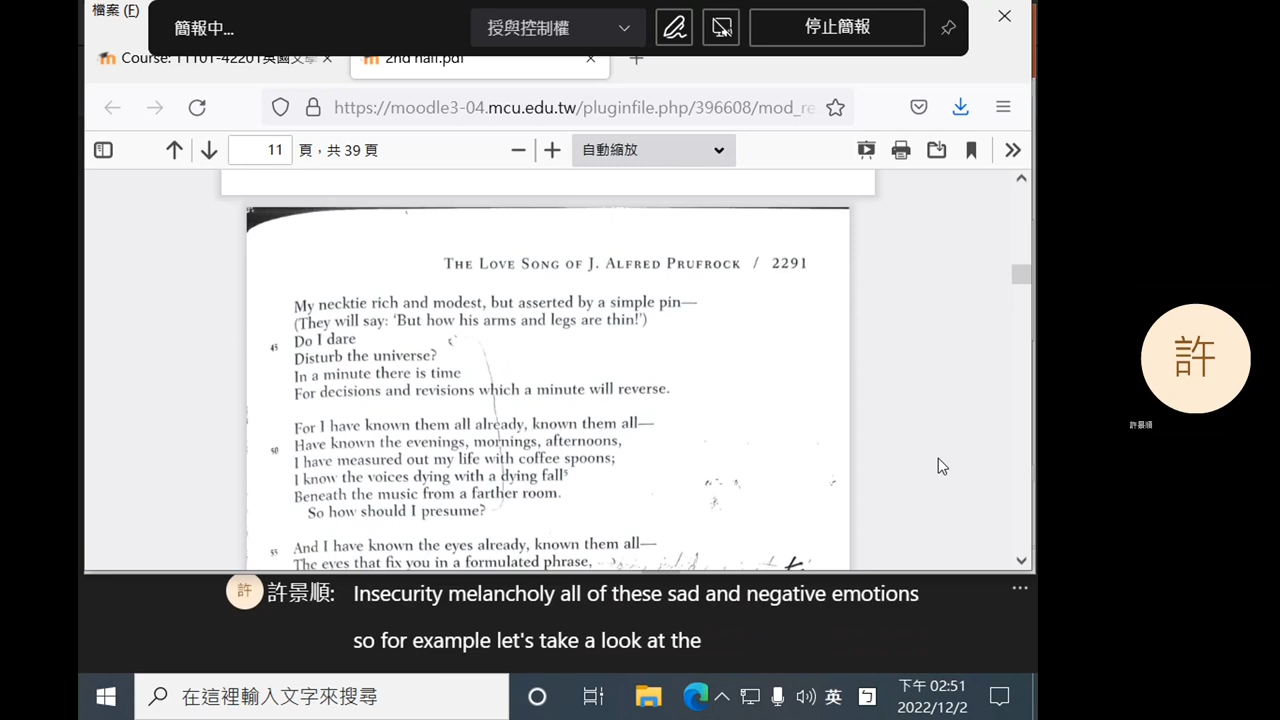 檔案 (F)
簡報中...
授與控制權
停止簡報
Course: 11101-42201英國文學
2nd half.pdf
https://moodle3-04.mcu.edu.tw/pluginfile.php/396608/mod_re
11 頁，共 39 頁
自動縮放
THE LOVE SONG OF J. ALFRED PRUFROCK / 2291
My necktie rich and modest, but asserted by a simple pin—
(They will say: 'But how his arms and legs are thin!')
45 Do I dare
Disturb the universe?
In a minute there is time
For decisions and revisions which a minute will reverse.
For I have known them all already, known them all—
50 Have known the evenings, mornings, afternoons,
I have measured out my life with coffee spoons;
I know the voices dying with a dying fall5
Beneath the music from a farther room.
So how should I presume?
55 And I have known the eyes already, known them all—
The eyes that fix you in a formulated phrase,
許
許景順
許 許景順: Insecurity melancholy all of these sad and negative emotions
so for example let's take a look at the
在這裡輸入文字來搜尋
英
下午 02:51
2022/12/2